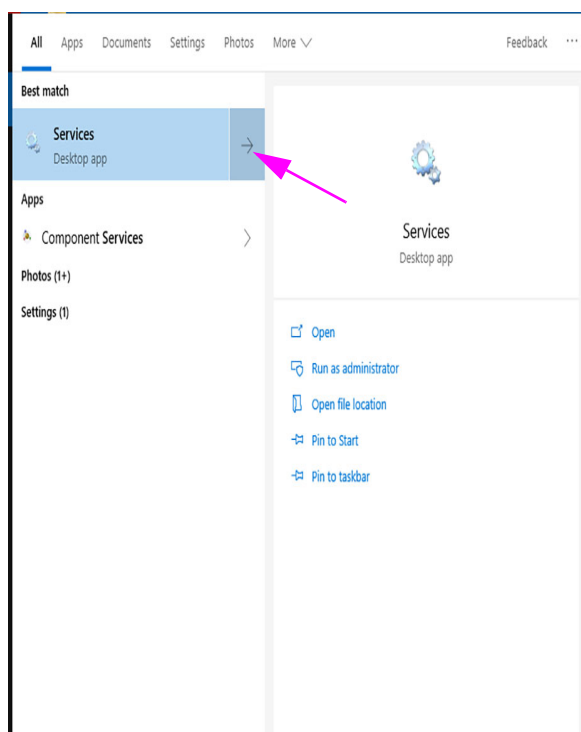 All Apps Documents Settings Photos More Feedback ...
Best match
Services
Desktop app
Apps
Component Services
Photos (1+)
Settings (1)
Services
Desktop app
Open
Run as administrator
Open file location
Pin to Start
Pin to taskbar